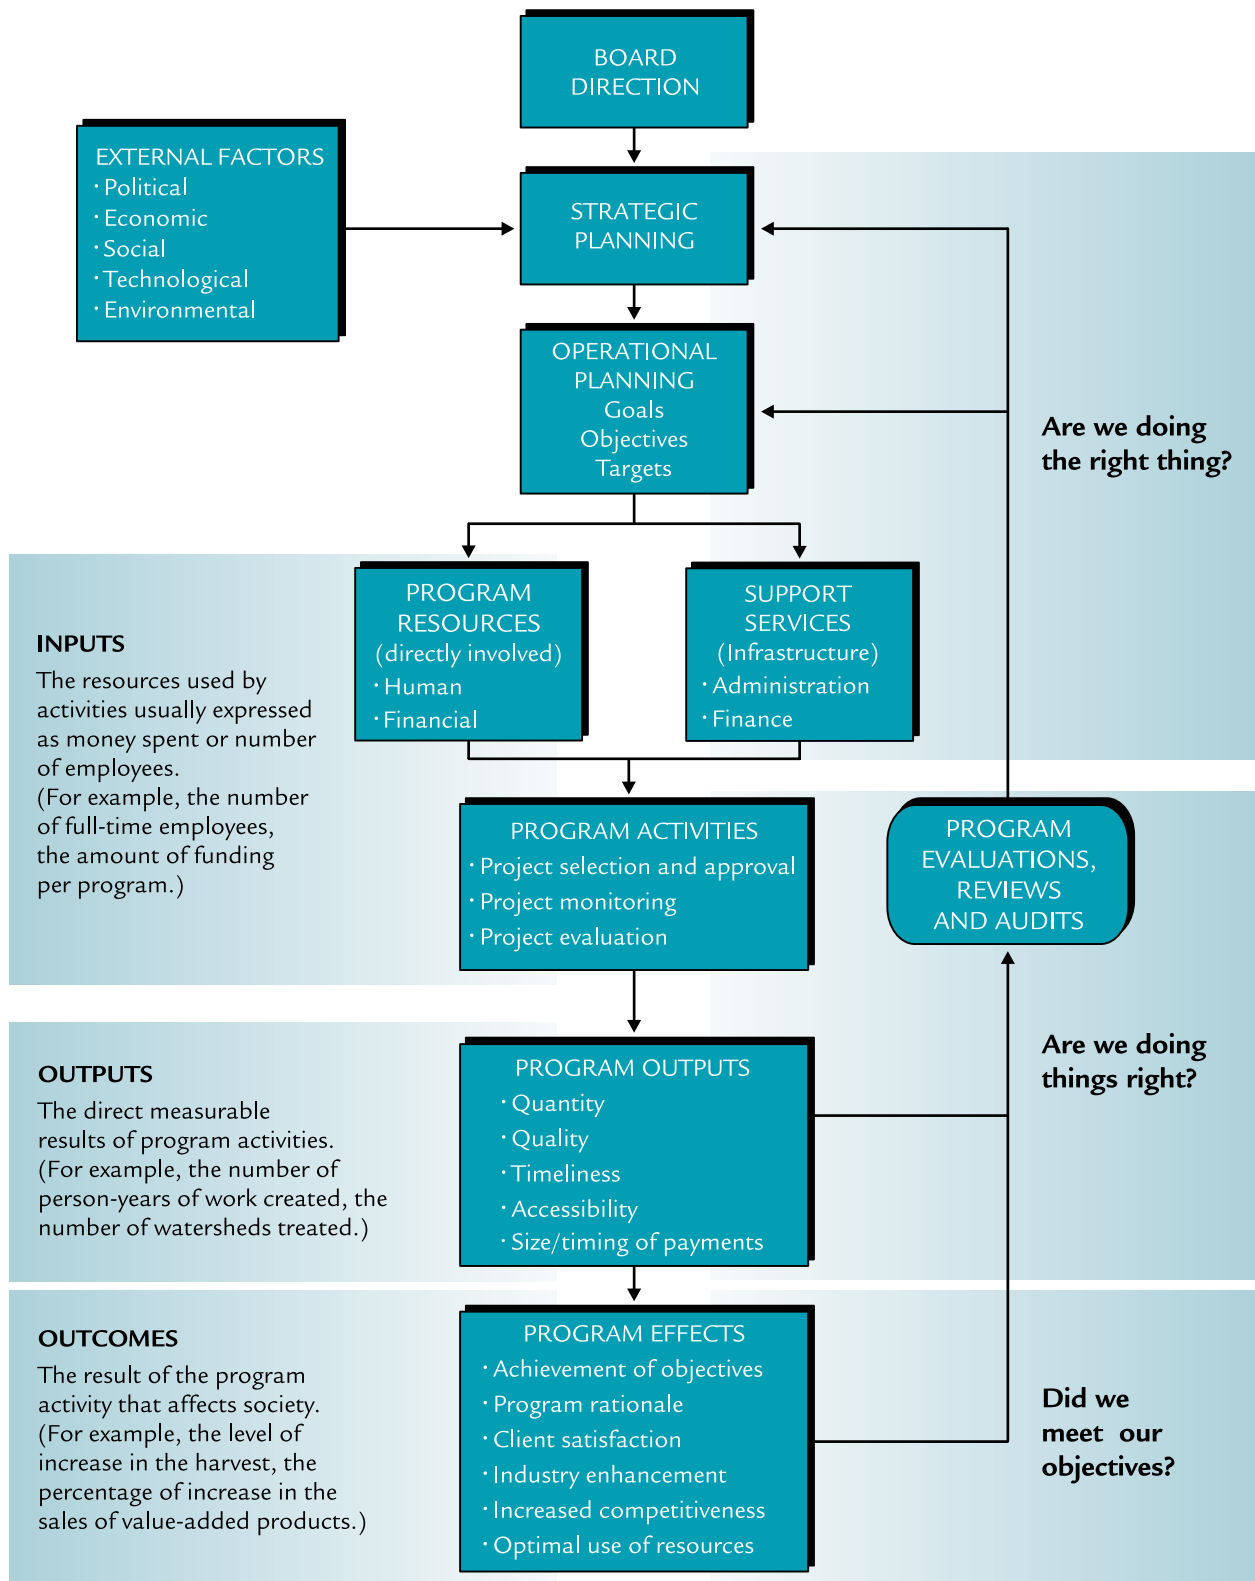 BOARD
DIRECTION
EXTERNAL FACTORS
· Political
· Economic
· Social
· Technological
· Environmental
STRATEGIC
PLANNING
OPERATIONAL
PLANNING
Goals
Objectives
Targets
Are we doing
the right thing?
INPUTS
The resources used by
activities usually expressed
as money spent or number
of employees.
(For example, the number
of full-time employees,
the amount of funding
per program.)
PROGRAM
RESOURCES
(directly involved)
· Human
· Financial
SUPPORT
SERVICES
(Infrastructure)
· Administration
· Finance
PROGRAM ACTIVITIES
· Project selection and approval
· Project monitoring
· Project evaluation
PROGRAM
EVALUATIONS,
REVIEWS
AND AUDITS
OUTPUTS
The direct measurable
results of program activities.
(For example, the number of
person-years of work created, the
number of watersheds treated.)
PROGRAM OUTPUTS
· Quantity
· Quality
· Timeliness
· Accessibility
· Size/timing of payments
Are we doing
things right?
OUTCOMES
The result of the program
activity that affects society.
(For example, the level of
increase in the harvest, the
percentage of increase in the
sales of value-added products.)
PROGRAM EFFECTS
· Achievement of objectives
· Program rationale
· Client satisfaction
· Industry enhancement
· Increased competitiveness
· Optimal use of resources
Did we
meet our
objectives?